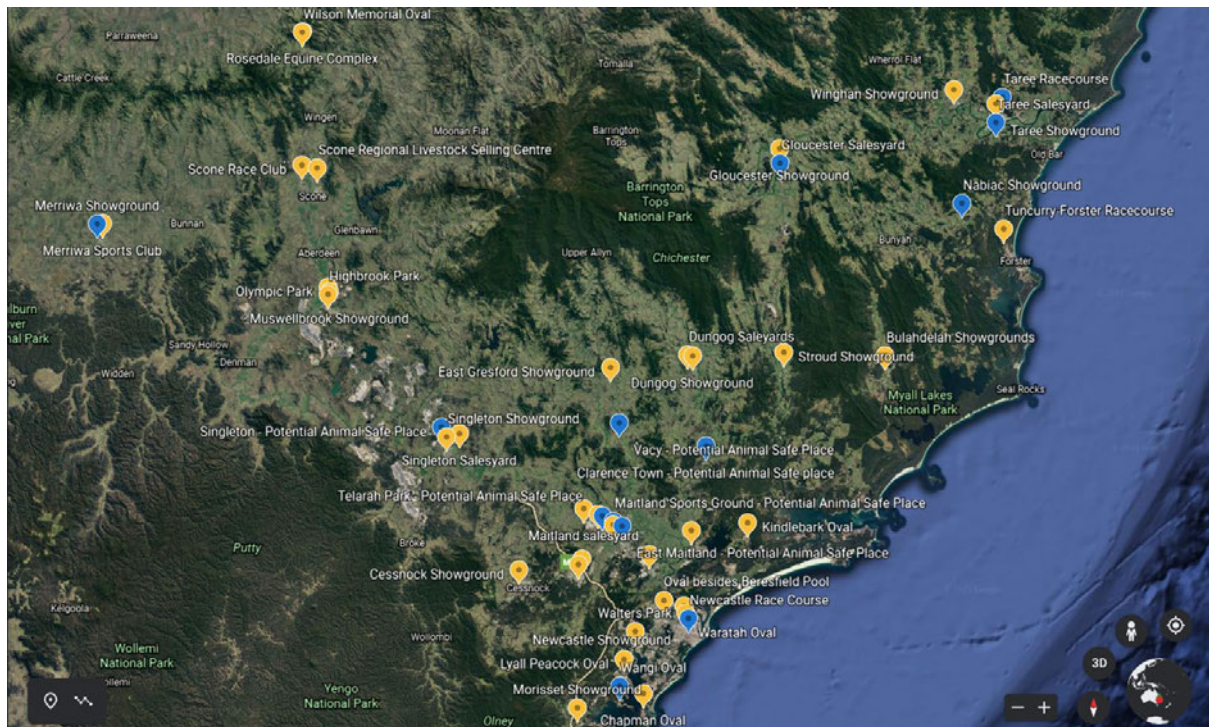 Wilson Memorial Oval
Parraweena
Rosedale Equine Complex
Cattle Creek
Tomalla
Wherrol Flat
Taree Racecourse
Winghan Showground
Taree Salesyard
Wingen
Moonan Flat
Barrington
Tops
Taree Showground
Scone Regional Livestock Selling Centre
Gloucester Salesyard
Old Bar
Scone Race Club
Gloucester Showground
Scone
Barrington
Tops
National Park
Nabiac Showground
Merriwa Showground
Bunnan
Tuncurry Forster Racecourse
Glenbawn
Merriwa Sports Club
Aberdeen
Upper Allyn
Chichester
Bunyah
Forster
Highbrook Park
Olympic Park
Muswellbrook Showground
Sandy Hollow
Denman
Widden
Dungog Saleyards
Bulahdelah Showgrounds
Stroud Showground
East Gresford Showground
Dungog Showground
Seal Rocks
Myall Lakes
National Park
Singleton Showground
Singleton - Potential Animal Safe Place
Singleton Salesyard
Vacy - Potential Animal Safe Place
Clarence Town - Potential Animal Safe place
Telarah Park - Potential Animal Safe Place
Maitland Sports Ground - Potential Animal Safe Place
Kindlebark Oval
Maitland salesyard
Broke
Putty
East Maitland - Potential Animal Safe Place
Cessnock Showground
Cessnock
Oval besides Beresfield Pool
Kelgoola
Walters Park
Newcastle Race Course
Waratah Oval
Wollombi
Newcastle Showground
Wollemi
National Park
Lyall Peacock Oval
Wangi Oval
Yengo
National Park
Morisset Showground
Olney
Chapman Oval
3D